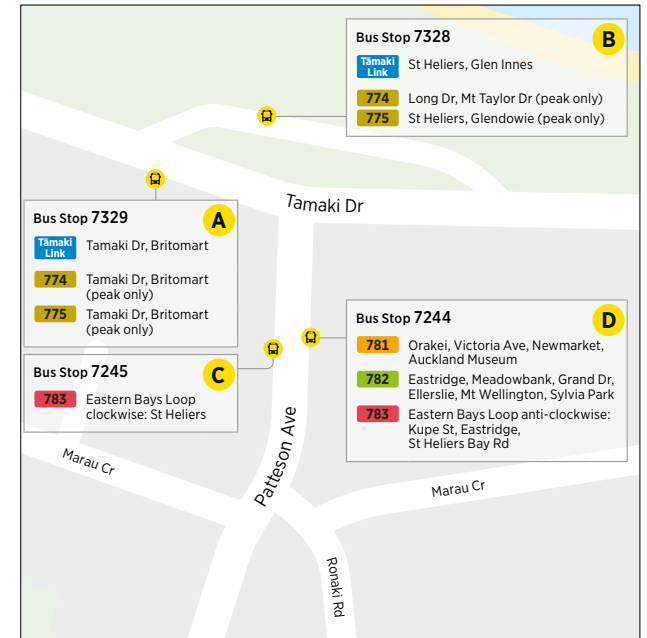 Bus Stop 7328
B
Tāmaki
Link
St Heliers, Glen Innes
774 Long Dr, Mt Taylor Dr (peak only)
775 St Heliers, Glendowie (peak only)
Tamaki Dr
Bus Stop 7329
A
Tāmaki
Link
Tamaki Dr, Britomart
774 Tamaki Dr, Britomart
(peak only)
775 Tamaki Dr, Britomart
(peak only)
Bus Stop 7244
D
781 Orakei, Victoria Ave, Newmarket,
Auckland Museum
782 Eastridge, Meadowbank, Grand Dr,
Ellerslie, Mt Wellington, Sylvia Park
783 Eastern Bays Loop anti-clockwise:
Kupe St, Eastridge,
St Heliers Bay Rd
Bus Stop 7245
C
783 Eastern Bays Loop
clockwise: St Heliers
Patteson Ave
Marau Cr
Marau Cr
Ronaki Rd